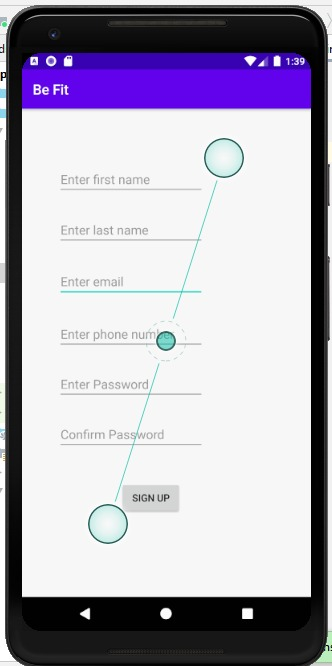 1:39
Be Fit
Enter first name
Enter last name
Enter email
Enter phone number
Enter Password
Confirm Password
SIGN UP